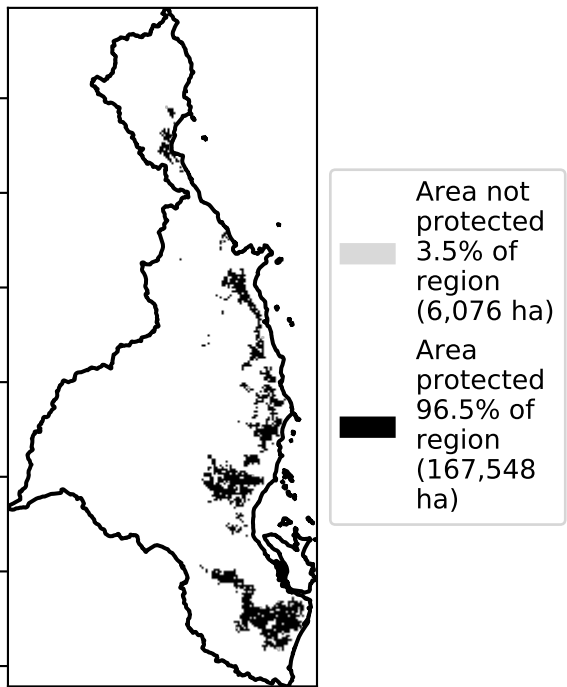 Area not
protected
3.5% of
region
(6,076 ha)
Area
protected
96.5% of
region
(167,548
ha)